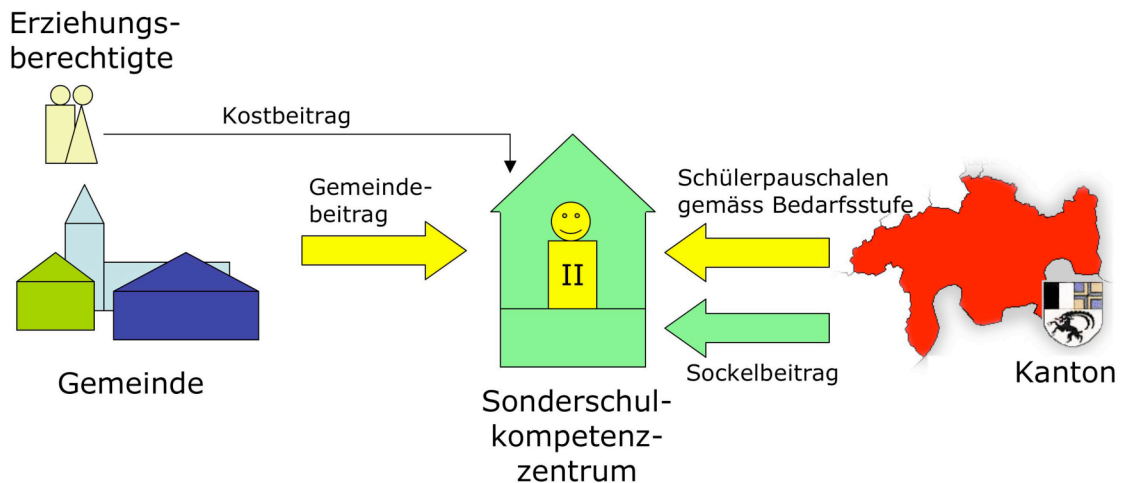 Erziehungs-
berechtigte
Kostbeitrag
Gemeinde-
beitrag
Schülerpauschalen
gemäss Bedarfsstufe
II
Sockelbeitrag
Gemeinde
Kanton
Sonderschul-
kompetenz-
zentrum